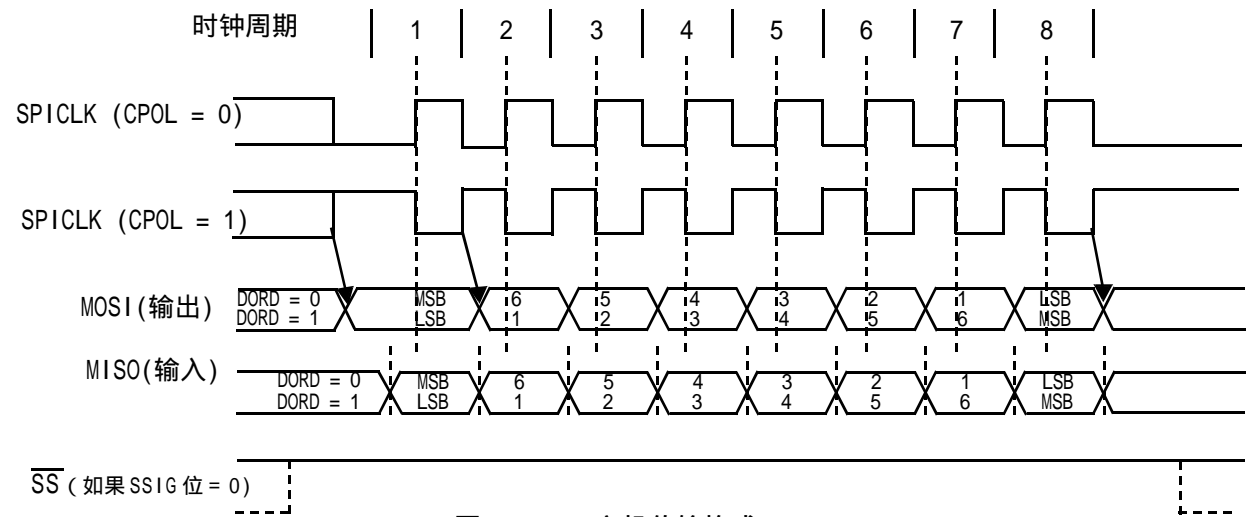 时钟周期 1 2 3 4 5 6 7 8
SPICLK (CPOL = 0)
SPICLK (CPOL = 1)
MOSI(输出) DORD = 0 MSB 6 5 4 3 2 1 LSB
DORD = 1 LSB 1 2 3 4 5 6 MSB
MISO(输入) DORD = 0 MSB 6 5 4 3 2 1 LSB
DORD = 1 LSB 1 2 3 4 5 6 MSB
SS (如果 SSIG 位 = 0)